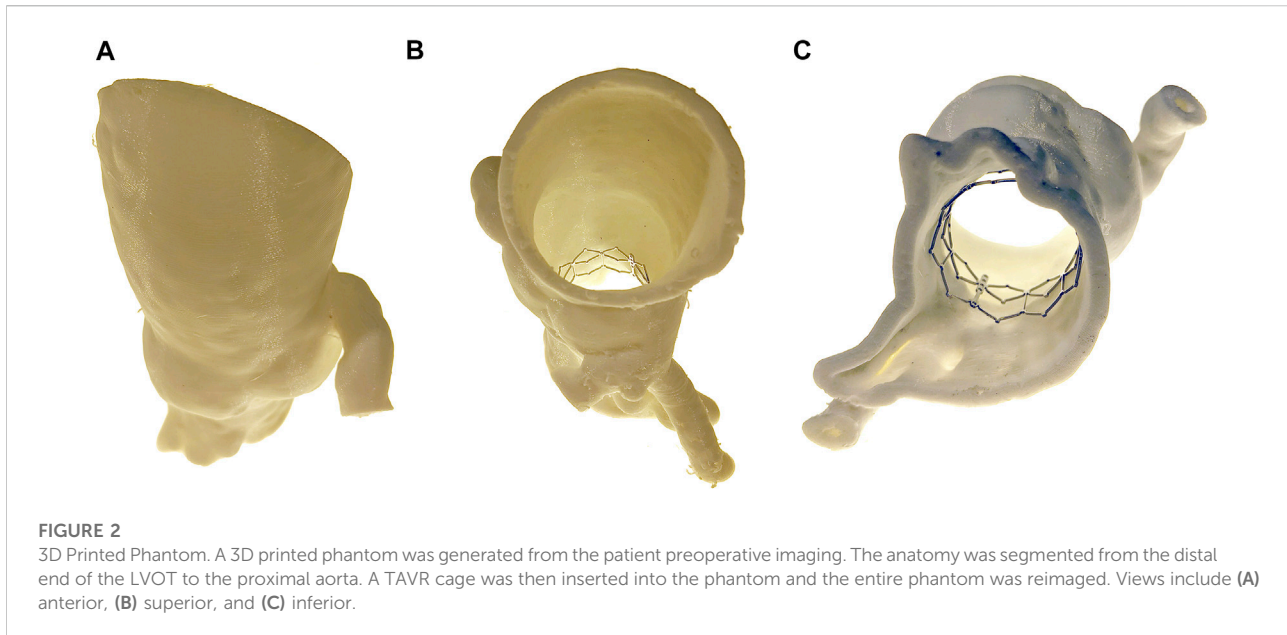 A
B
C
FIGURE 2
3D Printed Phantom. A 3D printed phantom was generated from the patient preoperative imaging. The anatomy was segmented from the distal
end of the LVOT to the proximal aorta. A TAVR cage was then inserted into the phantom and the entire phantom was reimaged. Views include (A)
anterior, (B) superior, and (C) inferior.